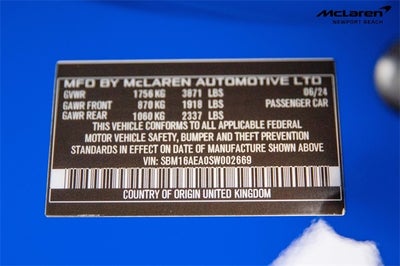 McLaren
NEWPORT BEACH
MFD BY McLAREN AUTOMOTIVE LTD
GVWR 1756 KG 3871 LBS 06/24
GAWR FRONT 870 KG 1918 LBS PASSENGER CAR
GAWR REAR 1060 KG 2337 LBS
THIS VEHICLE CONFORMS TO ALL APPLICABLE FEDERAL
MOTOR VEHICLE SAFETY, BUMPER AND THEFT PREVENTION
STANDARDS IN EFFECT ON DATE OF MANUFACTURE SHOWN ABOVE
VIN: SBM16AEA0SW002669
COUNTRY OF ORIGIN UNITED KINGDOM